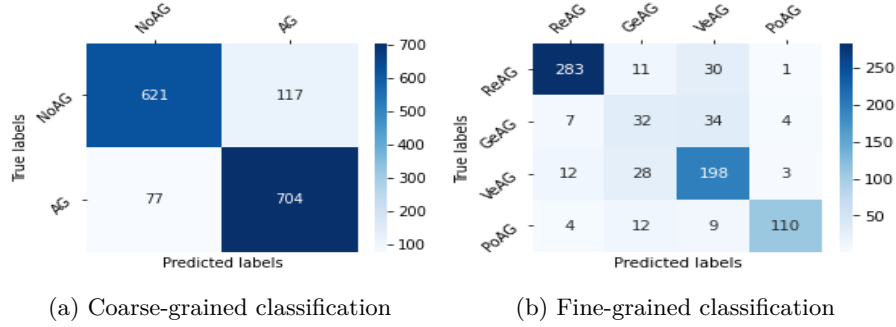 NoAG AG
NoAG 621 117
AG 77 704
True labels
Predicted labels
700
600
500
400
300
200
100
(a) Coarse-grained classification
ReAG GeAG VeAG PoAG
ReAG 283 11 30 1
GeAG 7 32 34 4
VeAG 12 28 198 3
PoAG 4 12 9 110
True labels
Predicted labels
250
200
150
100
50
(b) Fine-grained classification